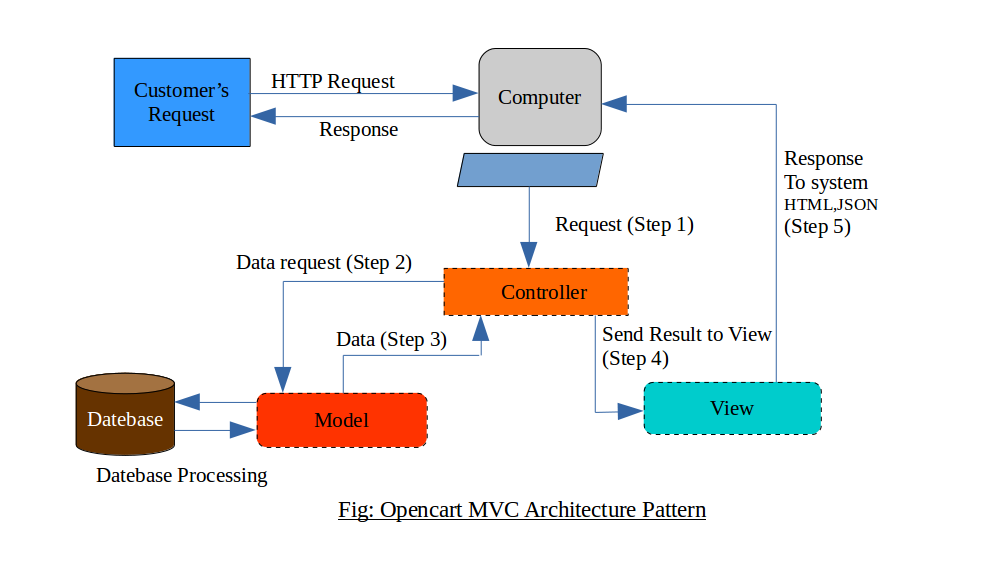 Customer’s
Request
HTTP Request
Response
Computer
Response
To system
HTML,JSON
(Step 5)
Request (Step 1)
Data request (Step 2)
Controller
Data (Step 3)
Send Result to View
(Step 4)
Datebase
Model
View
Datebase Processing
Fig: Opencart MVC Architecture Pattern